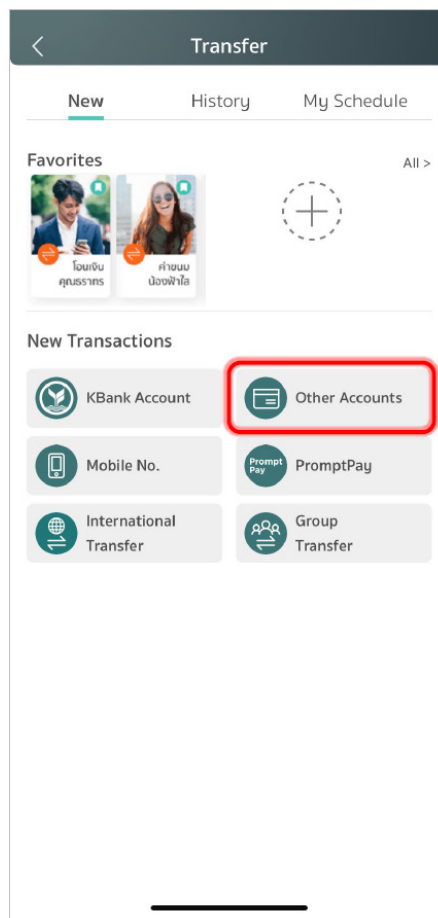 Transfer
New History My Schedule
Favorites All >
โอนเงิน คุณธราทร
ค่าขนม น้องฟ้าใส
New Transactions
KBank Account
Other Accounts
Mobile No.
Prompt Pay PromptPay
International Transfer
Group Transfer